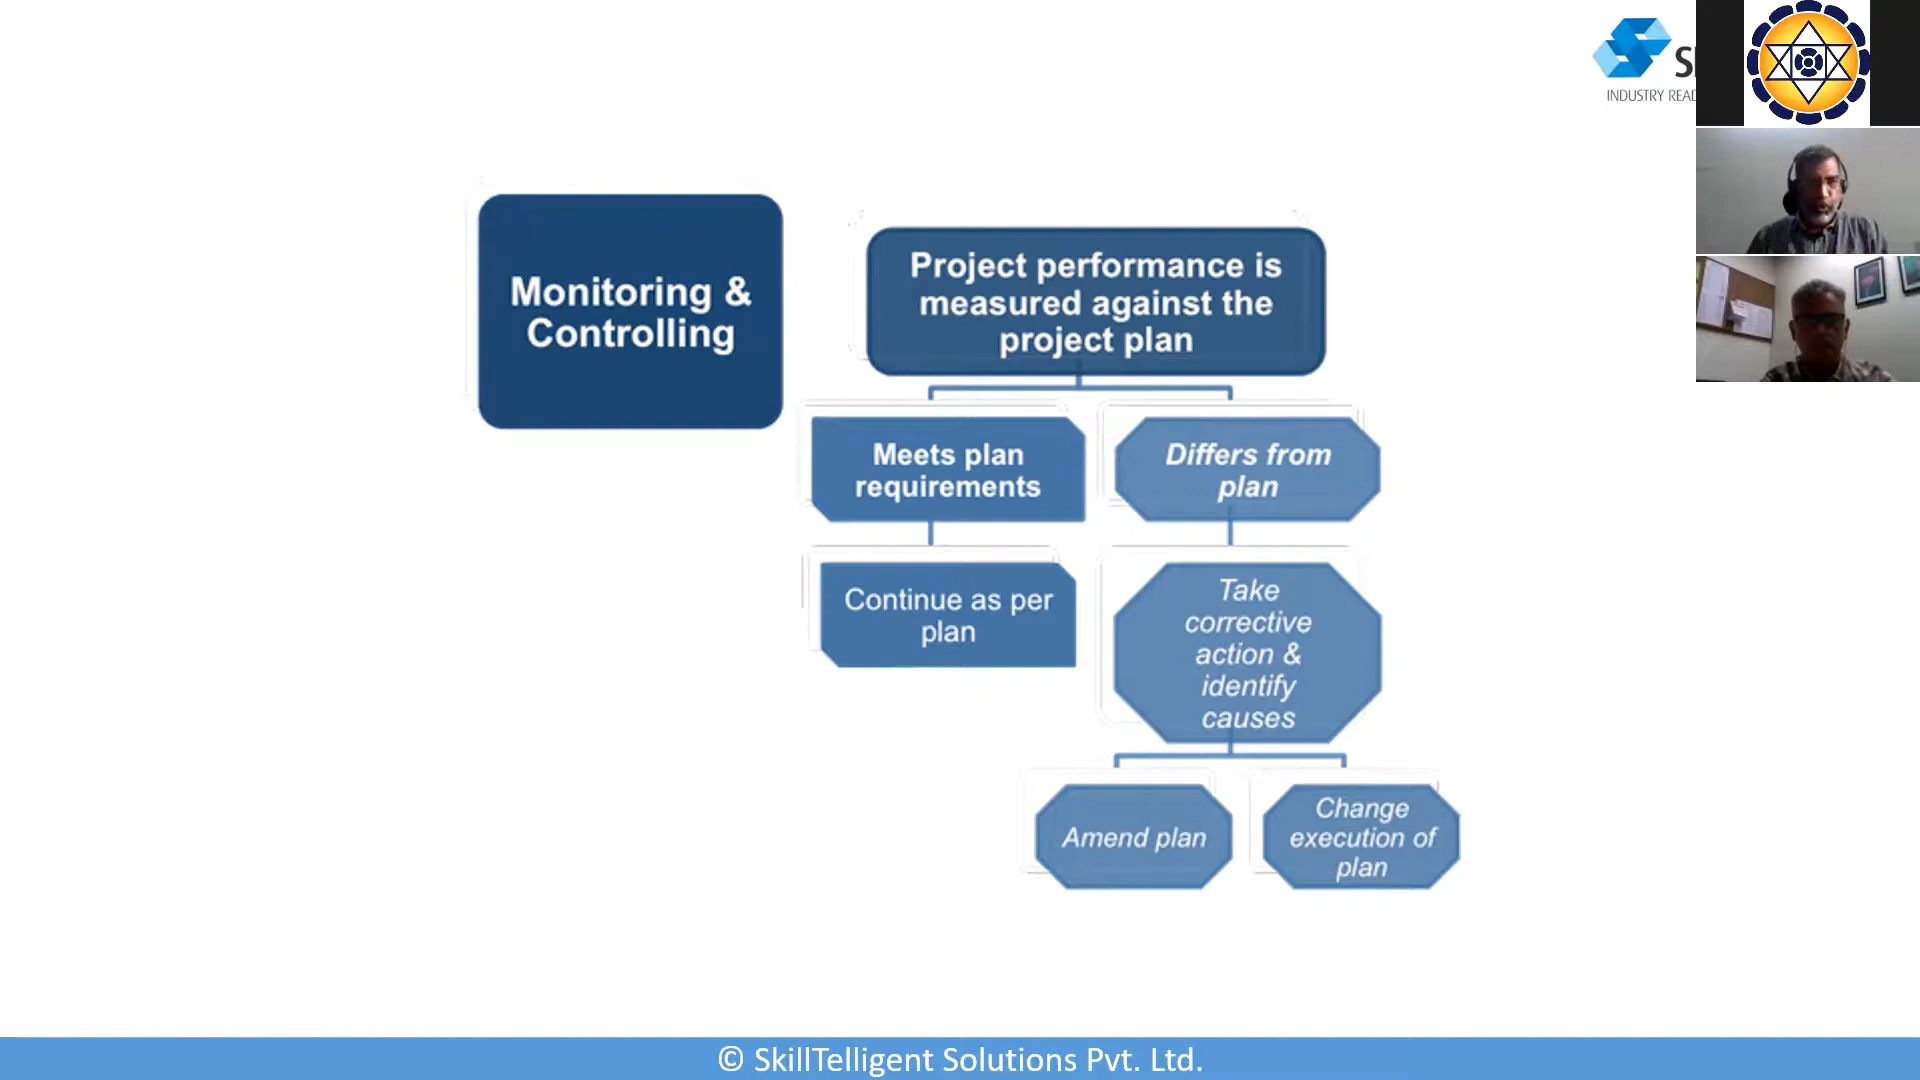 INDUSTRY
Monitoring &
Controlling
Project performance is
measured against the
project plan
Meets plan
requirements
Differs from
plan
Continue as per
plan
Take
corrective
action &
identify
causes
Amend plan
Change
execution of
plan
© SkillTelligent Solutions Pvt. Ltd.